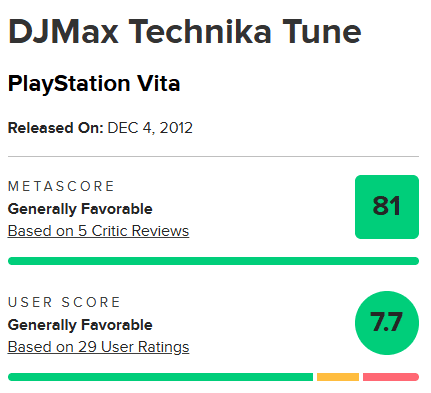 DJMax Technika Tune
PlayStation Vita
Released On: DEC 4, 2012
METASCORE
Generally Favorable
Based on 5 Critic Reviews
81
USER SCORE
Generally Favorable
Based on 29 User Ratings
7.7